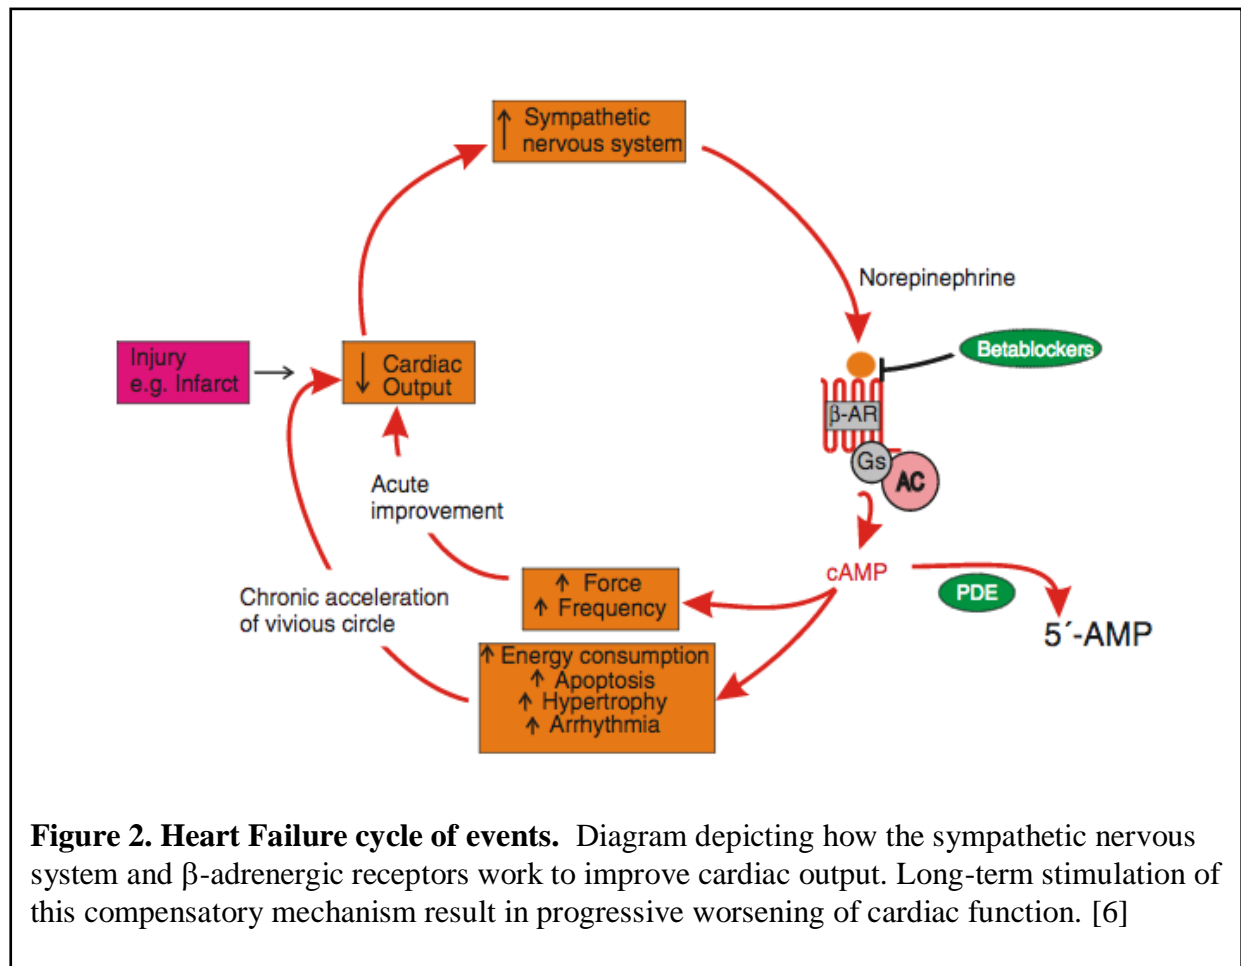 ↑ Sympathetic
nervous system
Norepinephrine
Betablockers
Injury
e.g. Infarct
↓ Cardiac
Output
β-AR
Gs
AC
Acute
improvement
cAMP
PDE
5´-AMP
↑ Force
↑ Frequency
Chronic acceleration
of vivious circle
↑ Energy consumption
↑ Apoptosis
↑ Hypertrophy
↑ Arrhythmia
Figure 2. Heart Failure cycle of events. Diagram depicting how the sympathetic nervous
system and β-adrenergic receptors work to improve cardiac output. Long-term stimulation of
this compensatory mechanism result in progressive worsening of cardiac function. [6]